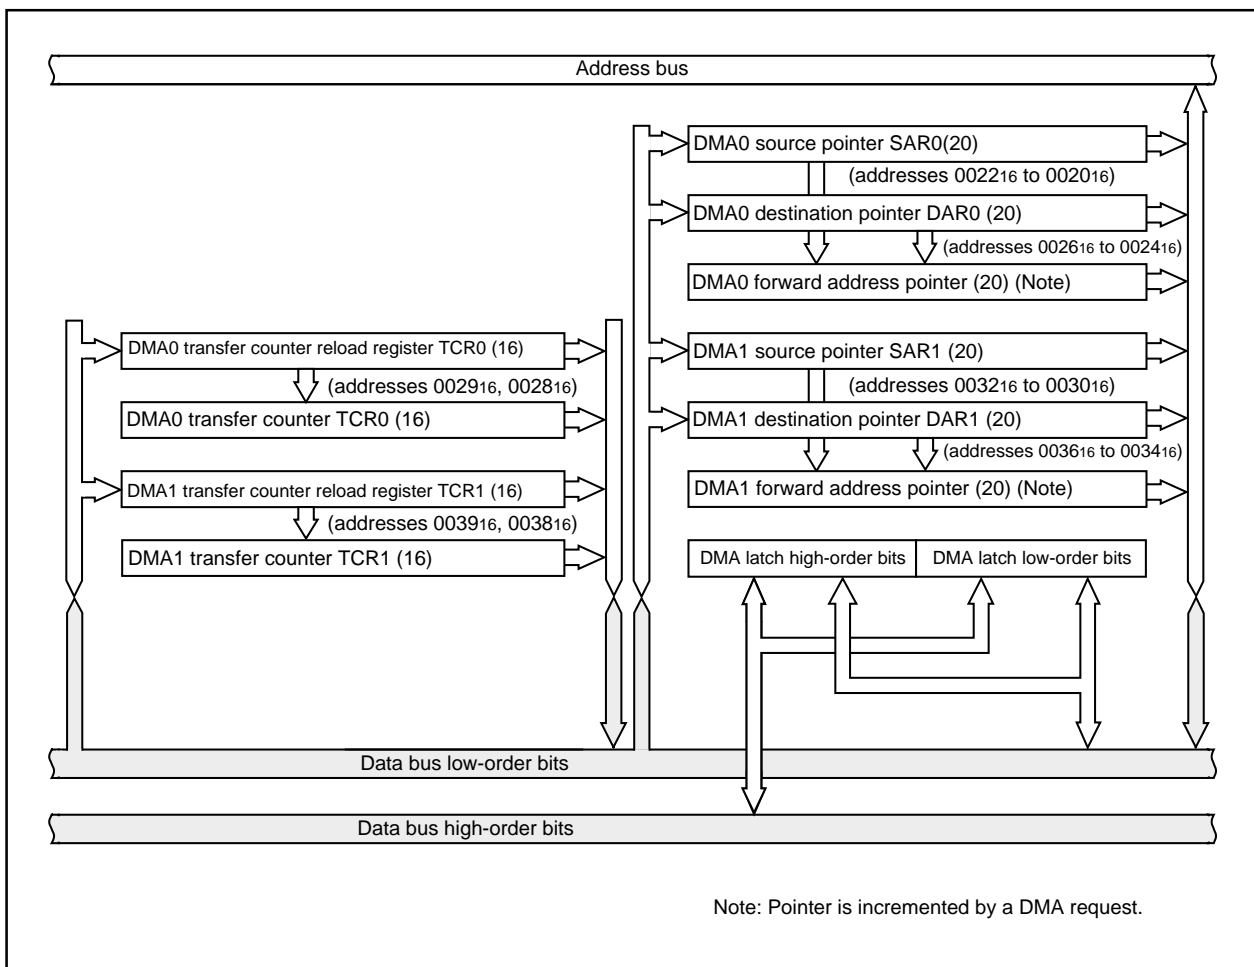 Address bus
DMA0 source pointer SAR0(20)
(addresses 002216 to 002016)
DMA0 destination pointer DAR0 (20)
(addresses 002616 to 002416)
DMA0 forward address pointer (20) (Note)
DMA0 transfer counter reload register TCR0 (16)
(addresses 002916, 002816)
DMA0 transfer counter TCR0 (16)
DMA1 transfer counter reload register TCR1 (16)
(addresses 003916, 003816)
DMA1 transfer counter TCR1 (16)
DMA1 source pointer SAR1 (20)
(addresses 003216 to 003016)
DMA1 destination pointer DAR1 (20)
(addresses 003616 to 003416)
DMA1 forward address pointer (20) (Note)
DMA latch high-order bits
DMA latch low-order bits
Data bus low-order bits
Data bus high-order bits
Note: Pointer is incremented by a DMA request.